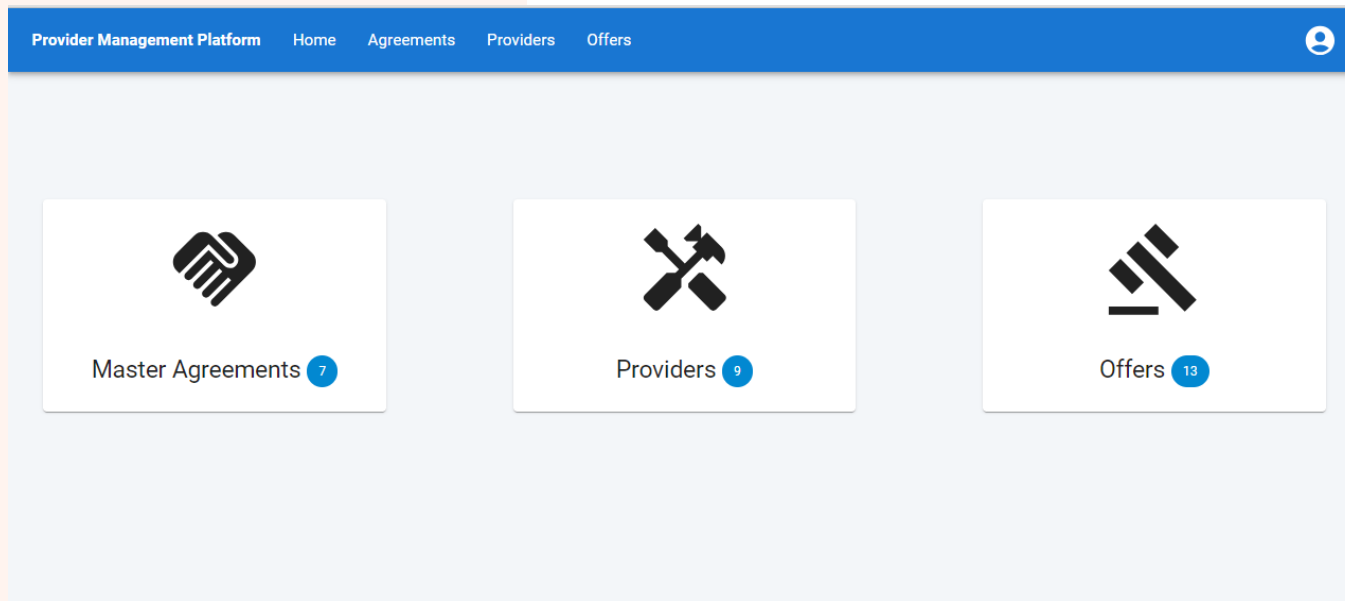 Provider Management Platform Home Agreements Providers Offers
Master Agreements 7
Providers 9
Offers 13